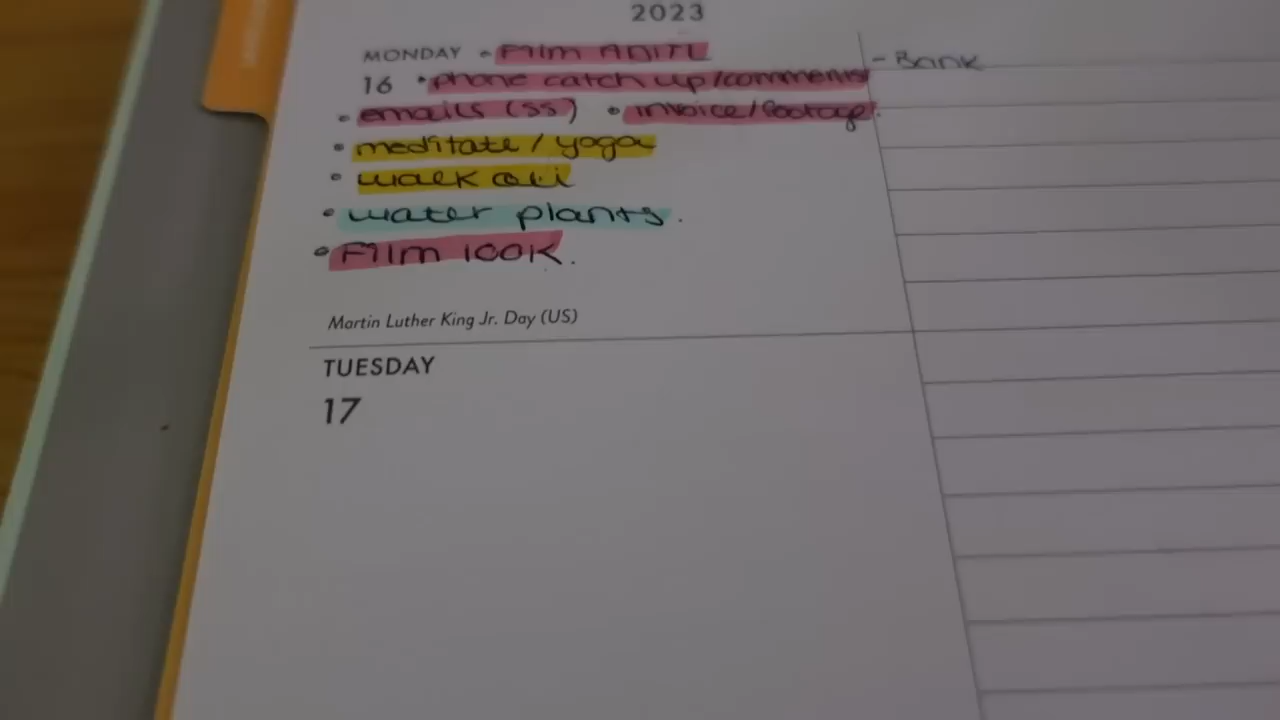 2023
MONDAY • Film ADITL
16 • phone catch up/comments
• emails (SS) • invoice/footage.
• meditate / yoga
• walk
• water plants.
• Film 100K.
Martin Luther King Jr. Day (US)
- Bank
TUESDAY
17